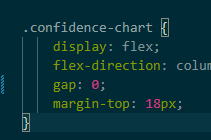 .confidence-chart {
display: flex;
flex-direction: colum
gap: 0;
margin-top: 18px;
}